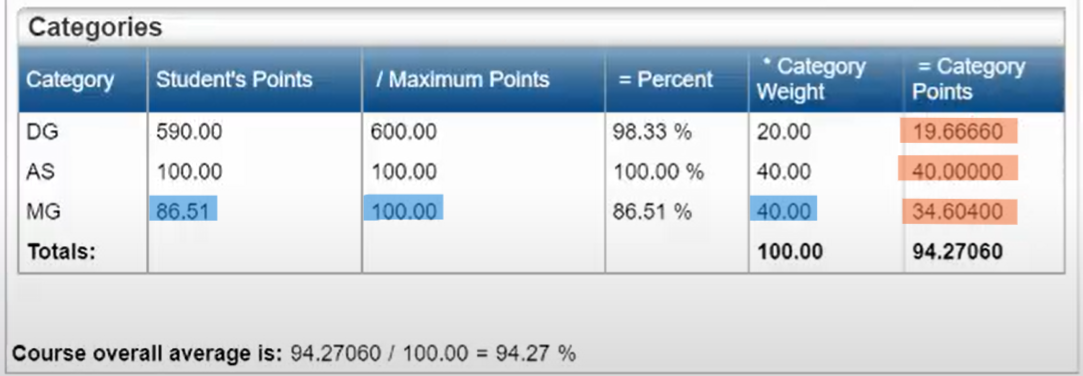 Categories
Category Student's Points / Maximum Points = Percent * Category Weight = Category Points
DG 590.00 600.00 98.33 % 20.00 19.66660
AS 100.00 100.00 100.00 % 40.00 40.00000
MG 86.51 100.00 86.51 % 40.00 34.60400
Totals: 100.00 94.27060
Course overall average is: 94.27060 / 100.00 = 94.27 %